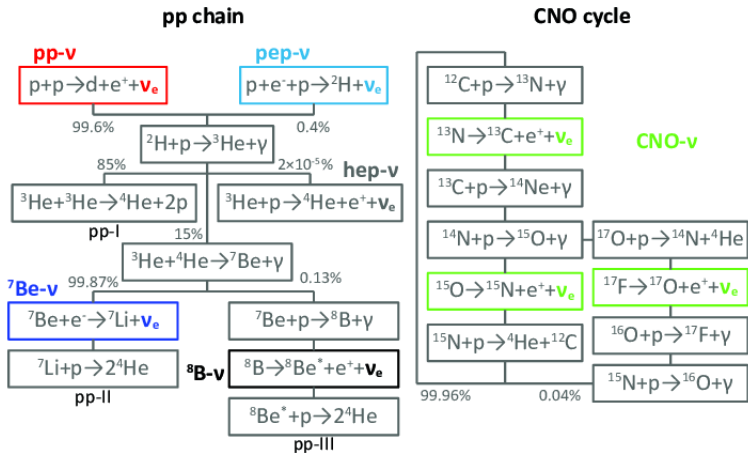 pp chain
pp-ν
pep-ν
p+p→d+e⁺+νₑ
p+e⁻+p→²H+νₑ
99.6%
0.4%
²H+p→³He+γ
85%
2×10⁻⁵%
hep-ν
³He+³He→⁴He+2p
³He+p→⁴He+e⁺+νₑ
pp-I
15%
³He+⁴He→⁷Be+γ
⁷Be-ν
99.87%
0.13%
⁷Be+e⁻→⁷Li+νₑ
⁷Be+p→⁸B+γ
⁷Li+p→2⁴He
⁸B-ν
⁸B→⁸Be*+e⁺+νₑ
pp-II
⁸Be*+p→2⁴He
pp-III
CNO cycle
¹²C+p→¹³N+γ
¹³N→¹³C+e⁺+νₑ
CNO-ν
¹³C+p→¹⁴Ne+γ
¹⁴N+p→¹⁵O+γ
¹⁷O+p→¹⁴N+⁴He
¹⁵O→¹⁵N+e⁺+νₑ
¹⁷F→¹⁷O+e⁺+νₑ
¹⁵N+p→⁴He+¹²C
¹⁶O+p→¹⁷F+γ
¹⁵N+p→¹⁶O+γ
99.96%
0.04%